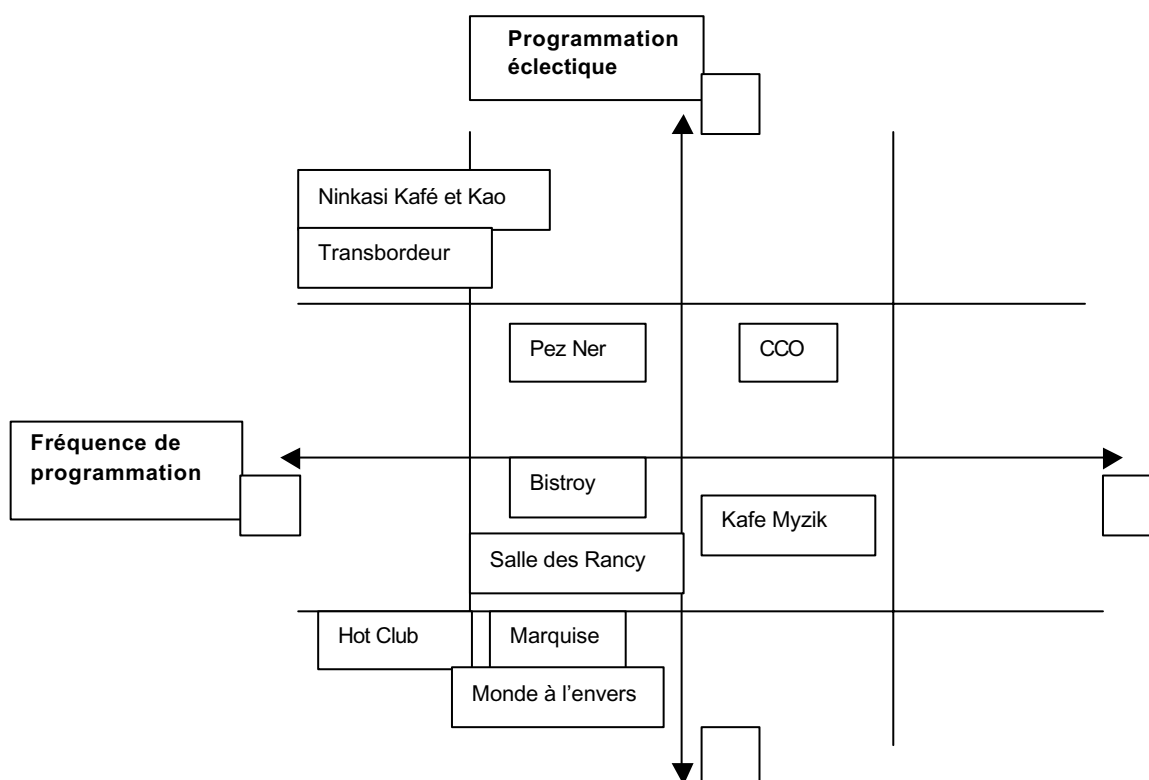 Programmation
éclectique
Ninkasi Kafé et Kao
Transbordeur
Pez Ner
CCO
Fréquence de
programmation
Bistroy
Kafe Myzik
Salle des Rancy
Hot Club
Marquise
Monde à l’envers